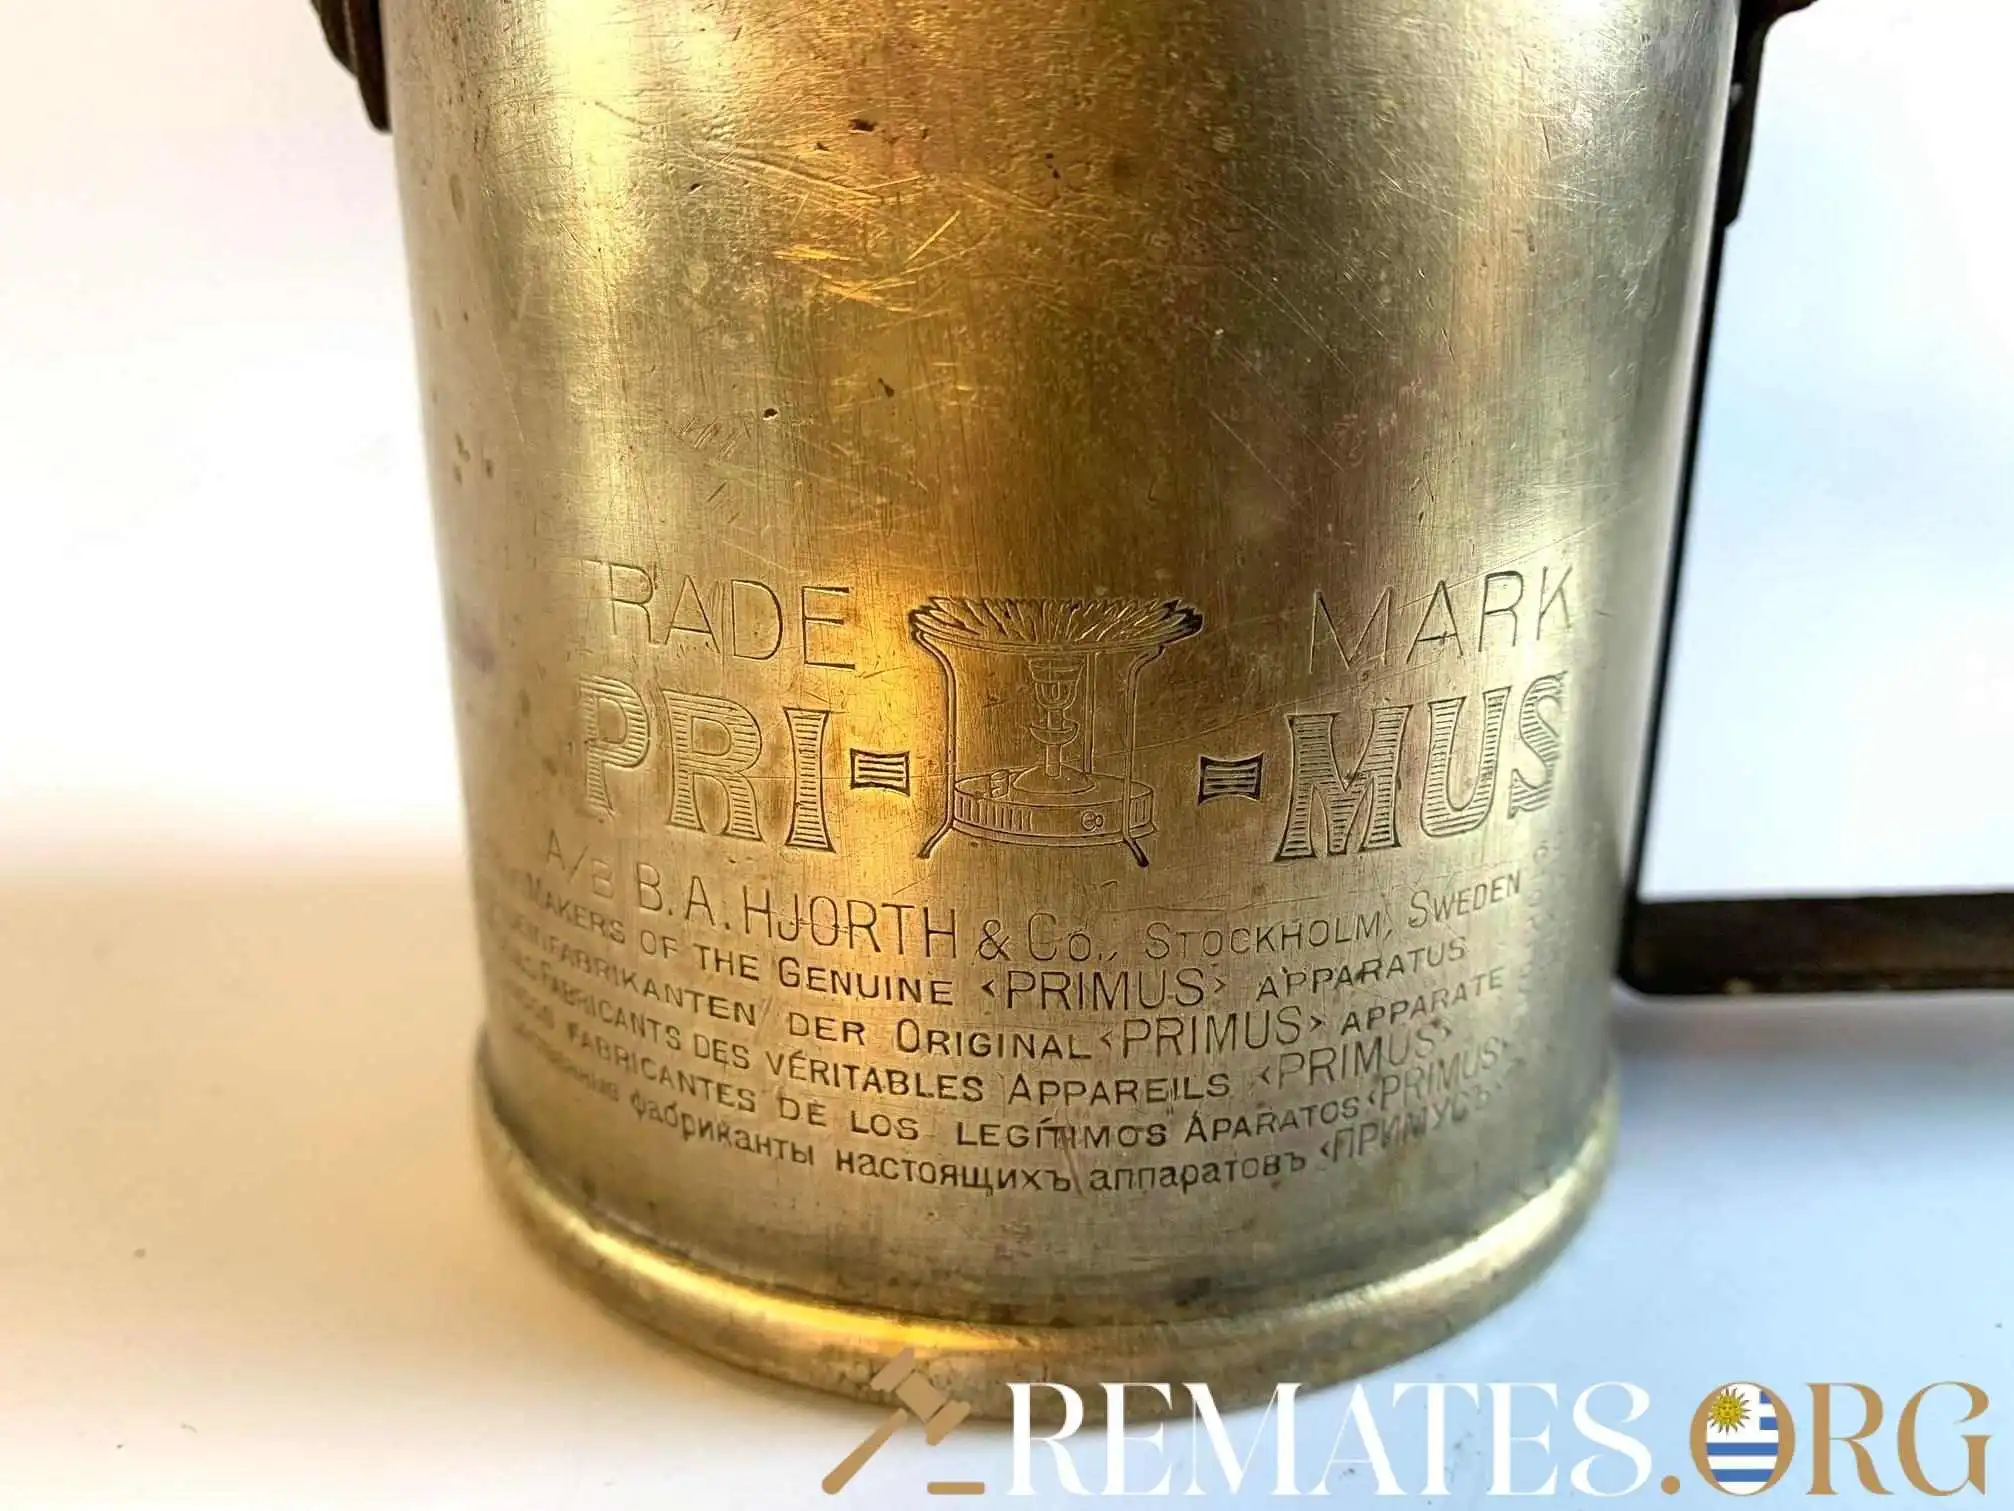 TRADE MARK
PRI-MUS
A/B B. A. HJORTH & Co., STOCKHOLM, SWEDEN
MAKERS OF THE GENUINE ‹PRIMUS› APPARATUS
FABRIKANTEN DER ORIGINAL ‹PRIMUS› APPARATE
FABRICANTS DES VÉRITABLES APPAREILS ‹PRIMUS›
FABRICANTES DE LOS LEGÍTIMOS APARATOS ‹PRIMUS›
фабриканты настоящихъ аппаратовъ ‹ПРИМУСЪ›
REMATES.ORG